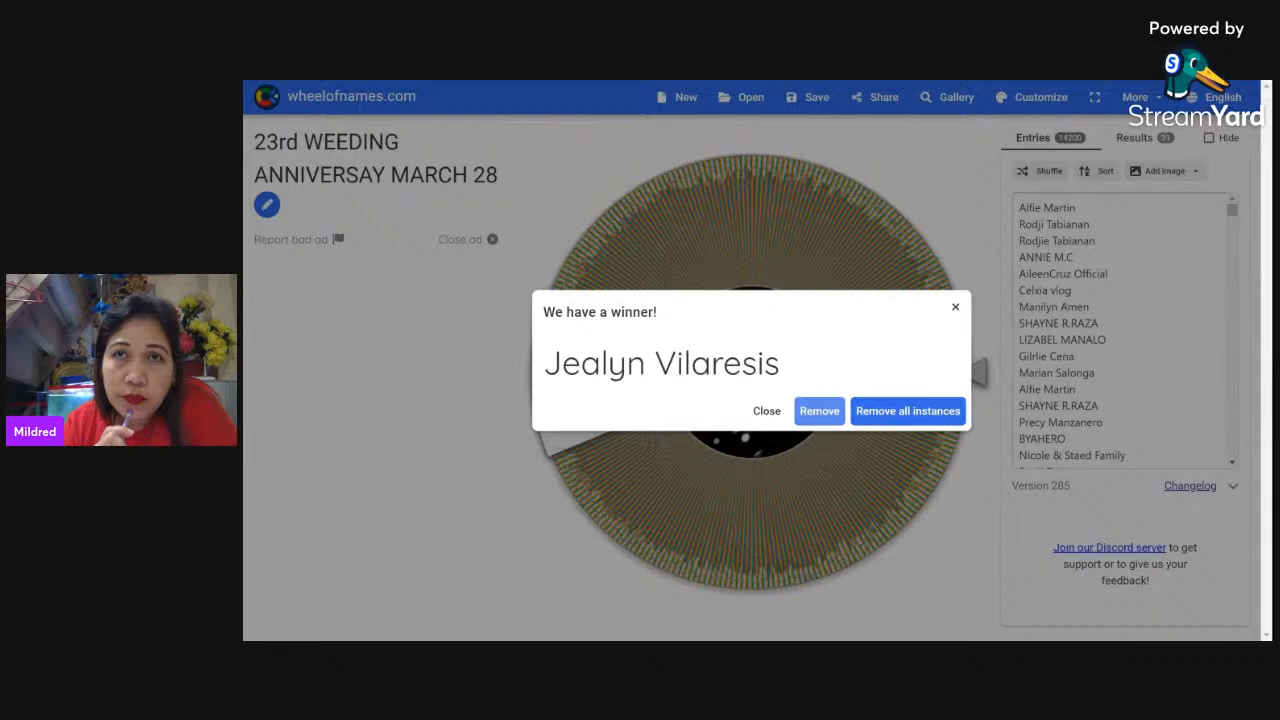 Powered by
StreamYard
wheelofnames.com
New
Open
Save
Share
Gallery
Customize
More
English
23rd WEEDING
ANNIVERSAY MARCH 28
Report bad ad
Close ad
Entries 14200
Results 31
Hide
Shuffle
Sort
Add image
Alfie Martin
Rodji Tabianan
Rodjie Tabianan
ANNIE M.C
AileenCruz Official
Celxia vlog
Manilyn Amen
SHAYNE R.RAZA
LIZABEL MANALO
Gilrlie Cena
Marian Salonga
Alfie Martin
SHAYNE R.RAZA
Precy Manzanero
BYAHERO
Nicole & Staed Family
We have a winner!
Jealyn Vilaresis
Close
Remove
Remove all instances
Version 285
Changelog
Join our Discord server to get
support or to give us your
feedback!
Mildred